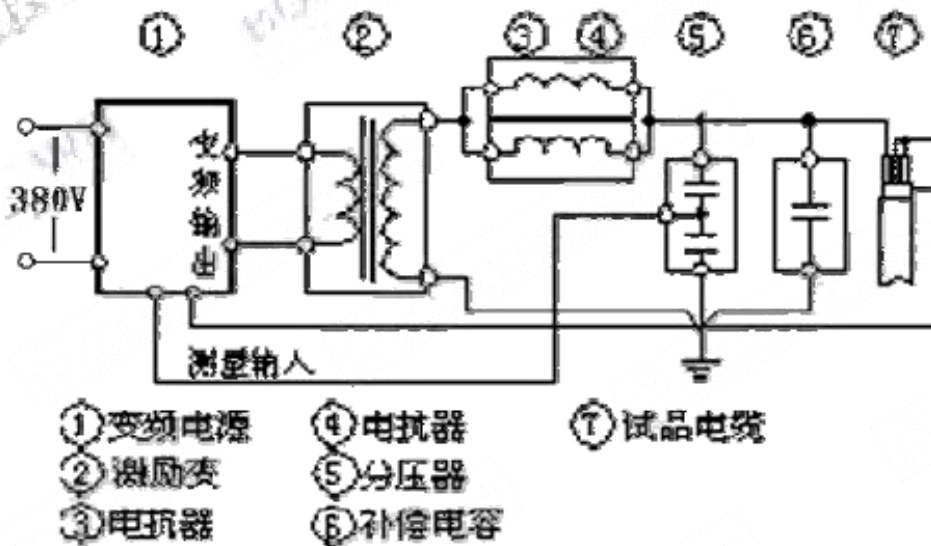 ① ② ③ ④ ⑤ ⑥ ⑦
380V
变频输出
测量输入
①变频电源 ④电抗器 ⑦试品电缆
②激励变 ⑤分压器
③电抗器 ⑥补偿电容